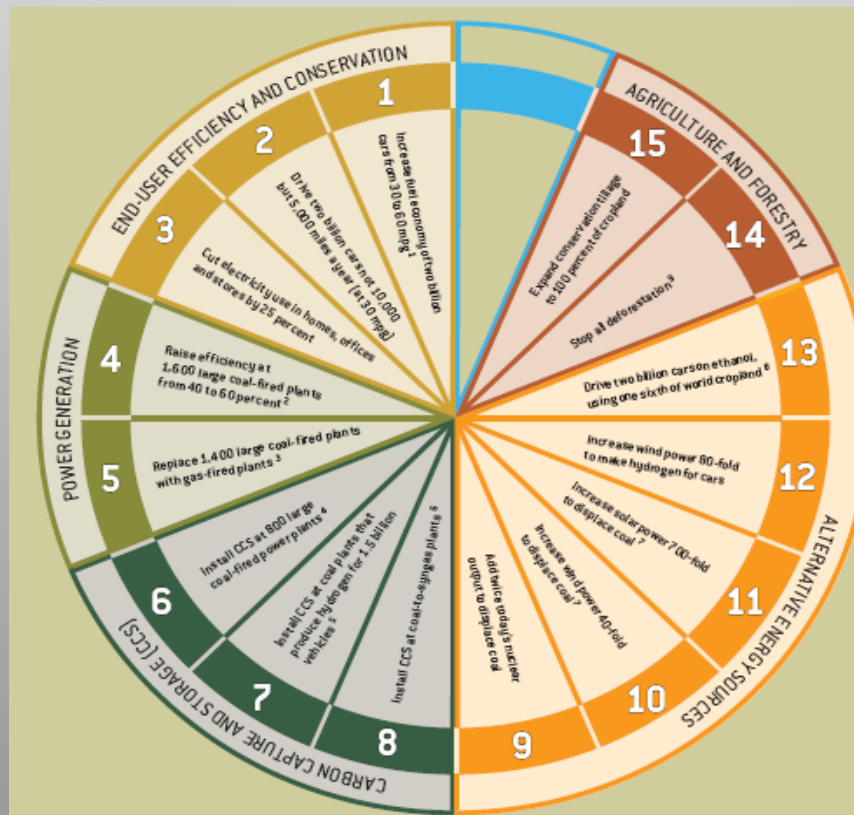 END-USER EFFICIENCY AND CONSERVATION
1
Increase fuel economy of two billion
cars from 30 to 60 mpg 1
2
Drive two billion cars not 10,000
but 5,000 miles a year (at 30 mpg)
3
Cut electricity use in homes, offices
and stores by 25 percent
POWER GENERATION
4
Raise efficiency at
1,600 large coal-fired plants
from 40 to 60 percent 2
5
Replace 1,400 large coal-fired plants
with gas-fired plants 3
CARBON CAPTURE AND STORAGE (CCS)
6
Install CCS at 800 large
coal-fired power plants 4
7
Install CCS at coal plants that
produce hydrogen for 1.5 billion
vehicles 5
8
Install CCS at coal-to-syngas plants 6
ALTERNATIVE ENERGY SOURCES
9
Add twice today's nuclear
output to displace coal
10
Increase wind power 40-fold
to displace coal 7
11
Increase solar power 700-fold
to displace coal 7
12
Increase wind power 80-fold
to make hydrogen for cars
13
Drive two billion cars on ethanol,
using one sixth of world cropland 8
AGRICULTURE AND FORESTRY
14
Stop all deforestation 9
15
Expand conservation tillage
to 100 percent of cropland